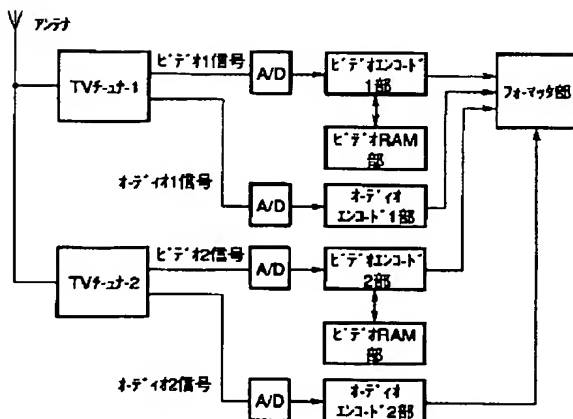 アンテナ
TVチューナ-1
ビデオ1信号
A/D
ビデオエンコード
1部
フォーマッタ部
ビデオRAM
部
オーディオ1信号
A/D
オーディオ
エンコード1部
TVチューナ-2
ビデオ2信号
A/D
ビデオエンコード
2部
ビデオRAM
部
オーディオ2信号
A/D
オーディオ
エンコード2部